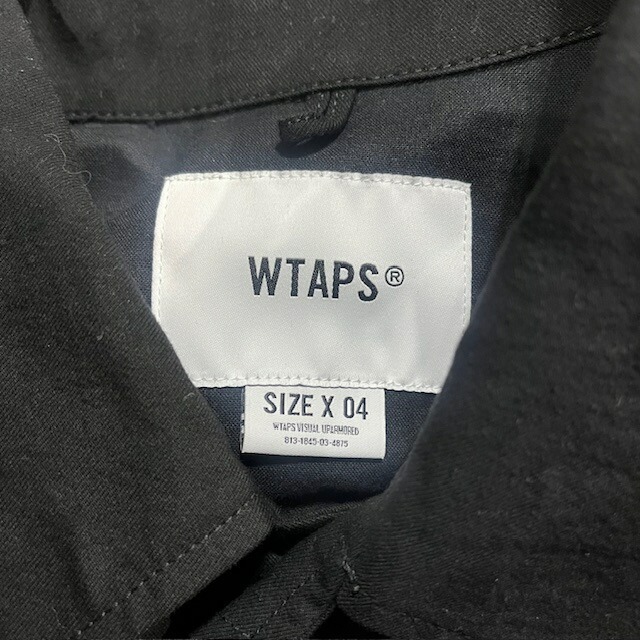 WTAPS®
SIZE X 04
WTAPS VISUAL UPARMORED
813-1845-03-4875